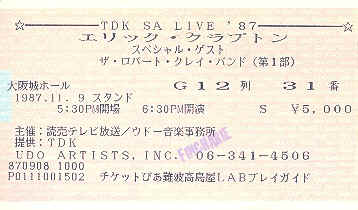 ☆ TDK SA LIVE '87 ☆
エリック・クラプトン
スペシャル・ゲスト
ザ・ロバート・クレイ・バンド (第1部)
大阪城ホール G12列 31番
1987.11.9 スタンド
5:30PM開場 6:30PM開演 S ¥5,000
主催:読売テレビ放送/ウドー音楽事務所
提供:TDK
UDO ARTISTS, INC. 06-341-4506
870908 1000
P0111001502 チケットぴあ難波高島屋LABプレイガイド